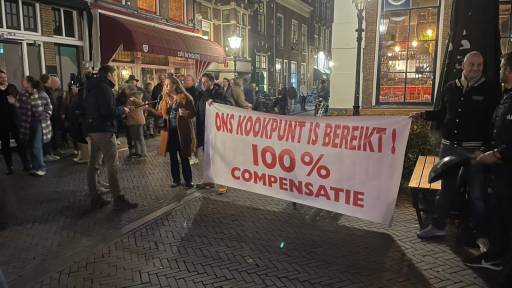 ONS KOOKPUNT IS BEREIKT !
100%
COMPENSATIE